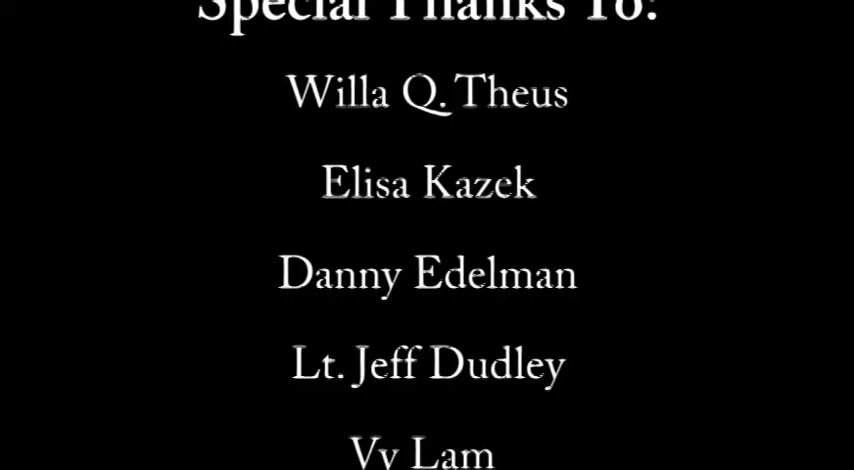 Special Thanks To:
Willa Q. Theus
Elisa Kazek
Danny Edelman
Lt. Jeff Dudley
Vy Lam